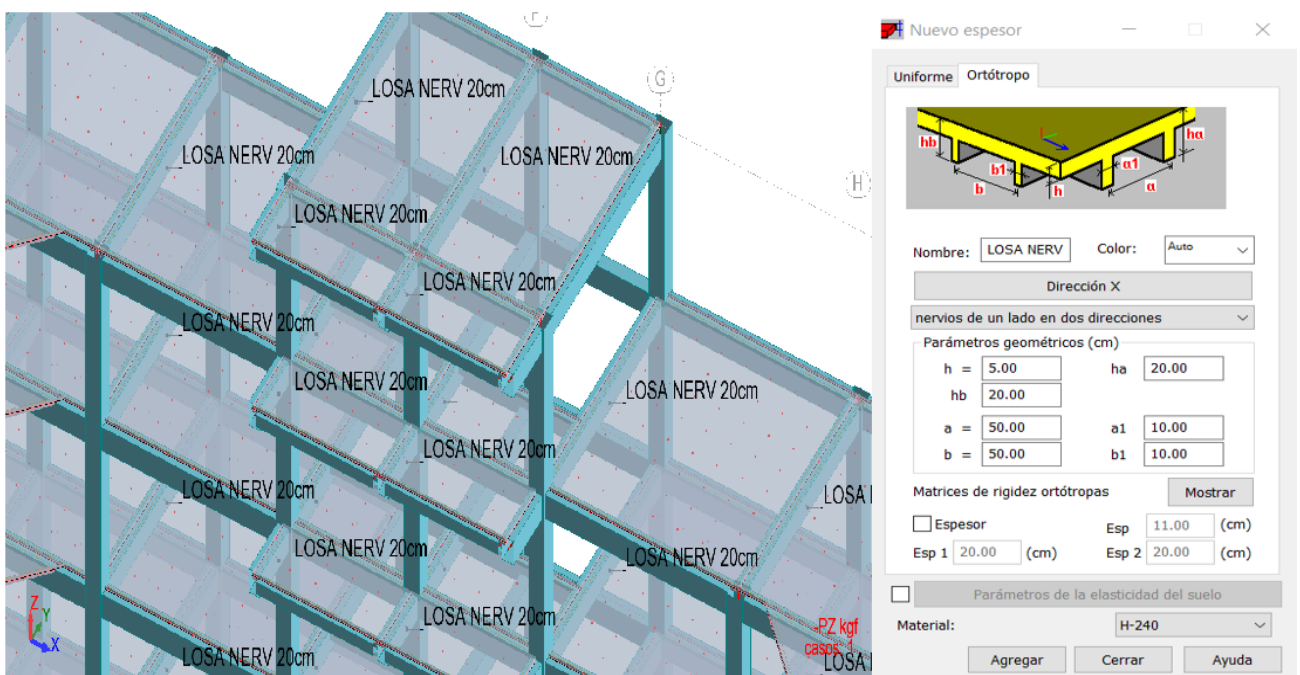 F
G
H
LOSA NERV 20cm
LOSA NERV 20cm
LOSA NERV 20cm
LOSA NERV 20cm
LOSA NERV 20cm
LOSA NERV 20cm
LOSA NERV 20cm
LOSA NERV 20cm
LOSA NERV 20cm
LOSA NERV 20cm
LOSA
LOSA NERV 20cm
LOSA NERV 20cm
LOSA NERV 20cm
LOSA NERV 20cm
LOSA
-PZ kgf
casos: 1
Z
Y
X
Nuevo espesor
Uniforme Ortótropo
hb
b1
b
h
a1
a
ha
Nombre: LOSA NERV Color: Auto
Dirección X
nervios de un lado en dos direcciones
Parámetros geométricos (cm)
h = 5.00 ha 20.00
hb 20.00
a = 50.00 a1 10.00
b = 50.00 b1 10.00
Matrices de rigidez ortótropas Mostrar
Espesor Esp 11.00 (cm)
Esp 1 20.00 (cm) Esp 2 20.00 (cm)
Parámetros de la elasticidad del suelo
Material: H-240
Agregar Cerrar Ayuda